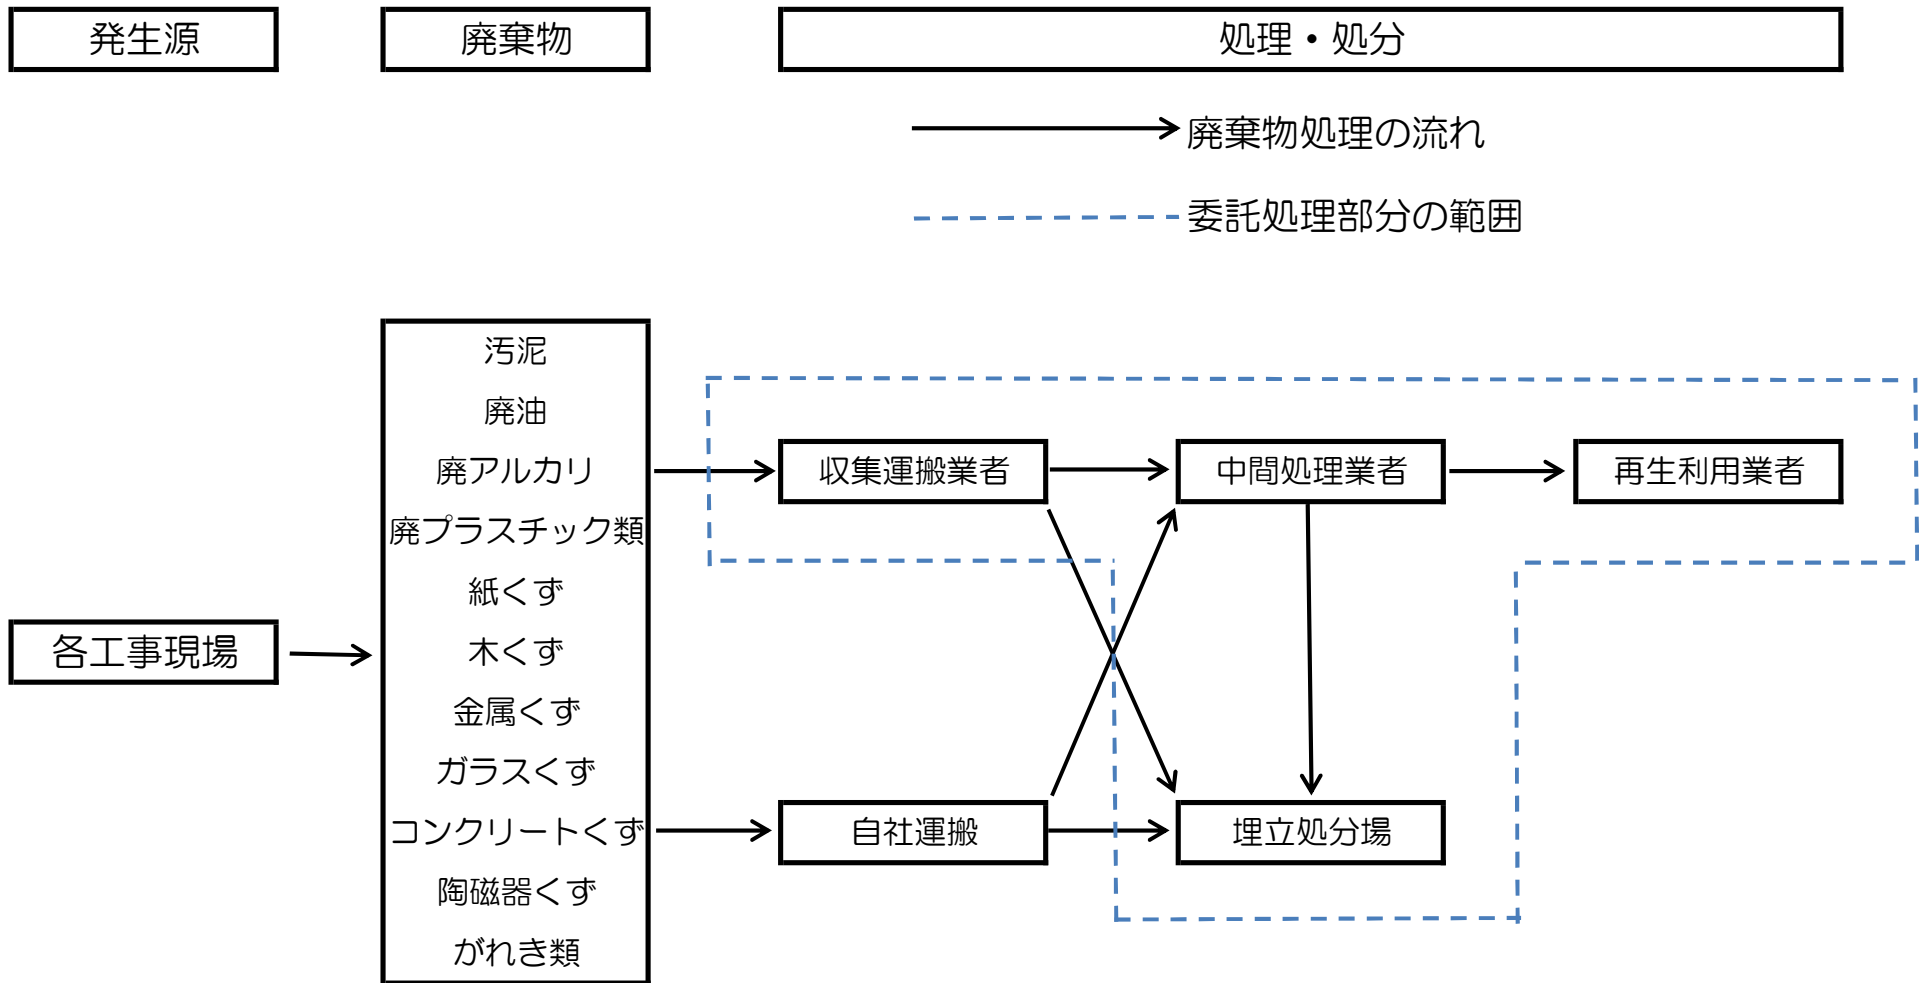 発生源
廃棄物
処理・処分
廃棄物処理の流れ
委託処理部分の範囲
各工事現場
汚泥
廃油
廃アルカリ
廃プラスチック類
紙くず
木くず
金属くず
ガラスくず
コンクリートくず
陶磁器くず
がれき類
収集運搬業者
中間処理業者
再生利用業者
自社運搬
埋立処分場